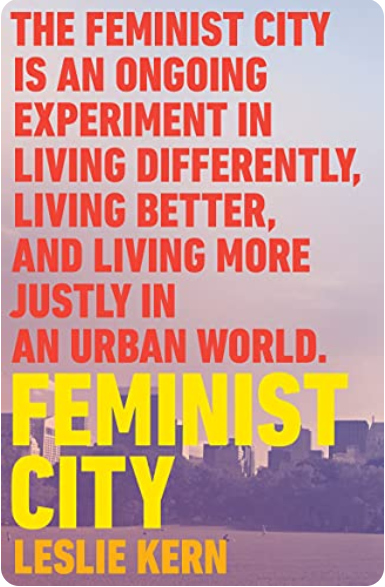 THE FEMINIST CITY
IS AN ONGOING
EXPERIMENT IN
LIVING DIFFERENTLY,
LIVING BETTER,
AND LIVING MORE
JUSTLY IN
AN URBAN WORLD.
FEMINIST
CITY
LESLIE KERN